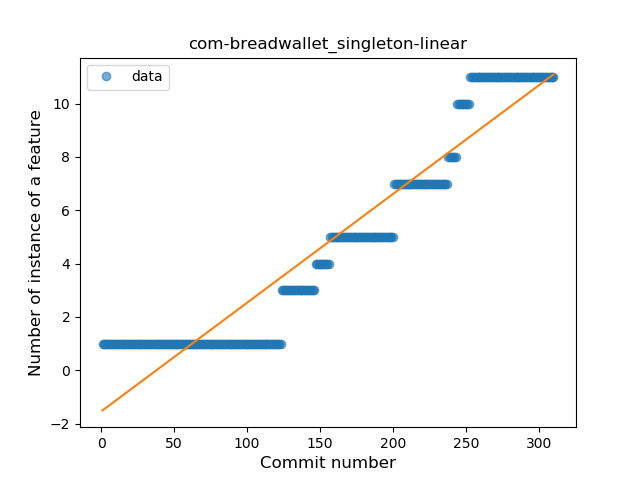 com-breadwallet_singleton-linear
data
Number of instance of a feature
10
8
6
4
2
0
−2
0 50 100 150 200 250 300
Commit number